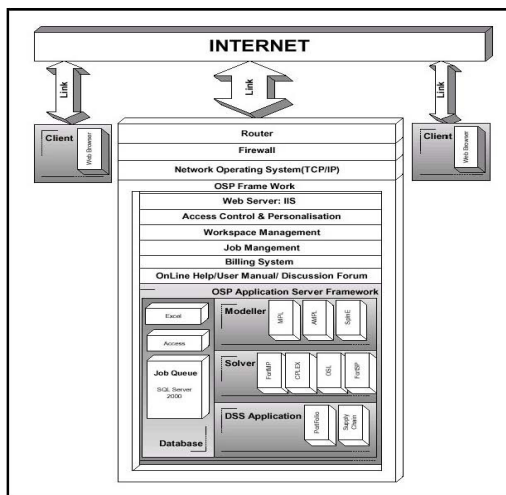 INTERNET
Link
Link
Link
Client
Web Browser
Client
Web Browser
Router
Firewall
Network Operating System(TCP/IP)
OSP Frame Work
Web Server: IIS
Access Control & Personalisation
Workspace Management
Job Mangement
Billing System
OnLine Help/User Manual/ Discussion Forum
OSP Application Server Framework
Excel
Access
Job Queue
SQL Server
2000
Database
Modeller
MPL
AMPL
SPInE
Solver
FortMP
CPLEX
OSL
FortSP
DSS Application
PortFolio
Supply
Chain